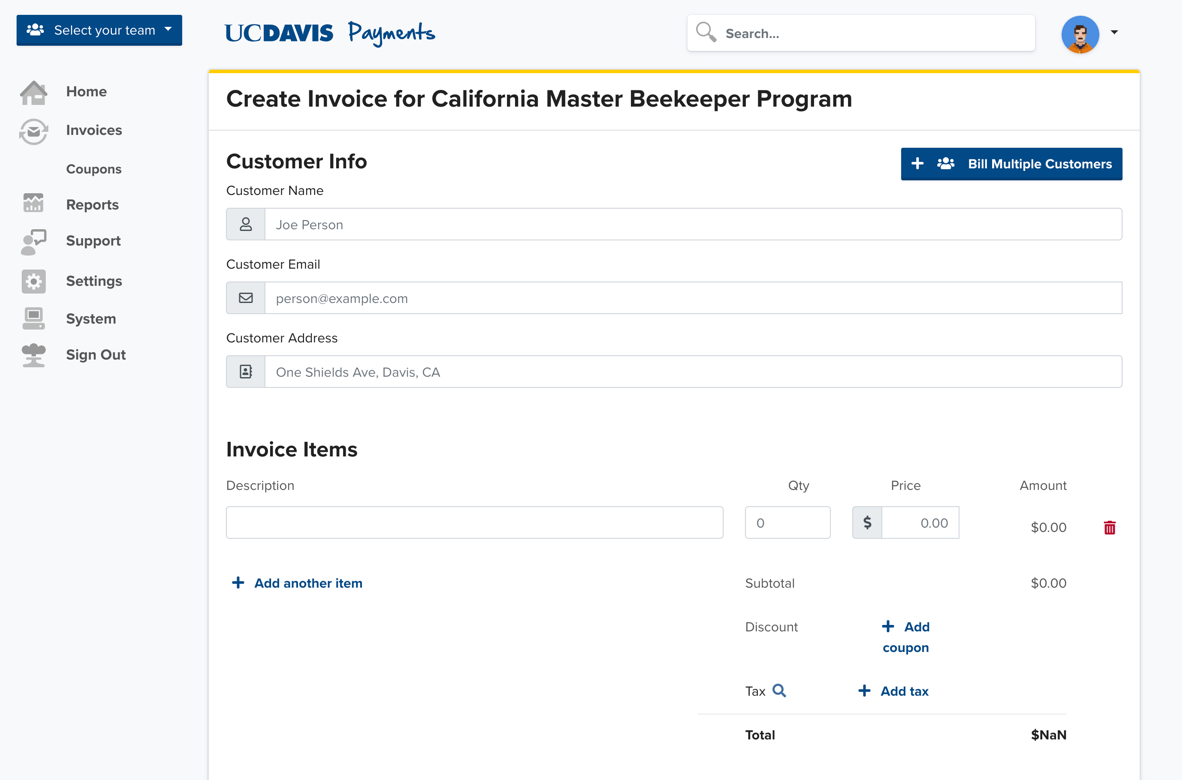 Select your team
UCDAVIS Payments
Search...
Home
Invoices
Coupons
Reports
Support
Settings
System
Sign Out
Create Invoice for California Master Beekeeper Program
Customer Info
+ Bill Multiple Customers
Customer Name
Joe Person
Customer Email
person@example.com
Customer Address
One Shields Ave, Davis, CA
Invoice Items
Description Qty Price Amount
0 $ 0.00 $0.00
+ Add another item
Subtotal $0.00
Discount + Add
coupon
Tax + Add tax
Total $NaN